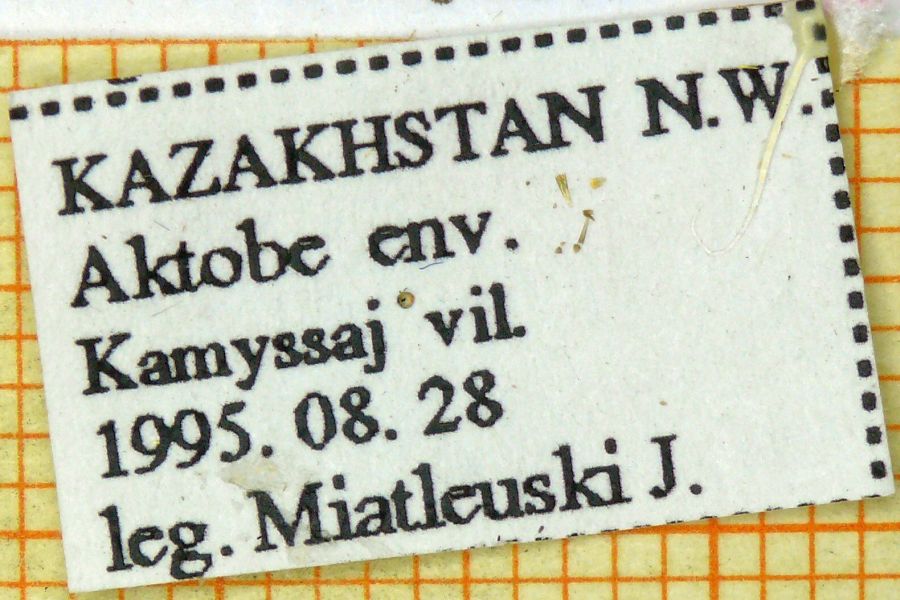 KAZAKHSTAN N.W.
Aktobe env.
Kamyssaj vil.
1995. 08. 28
leg. Miatleuski J.